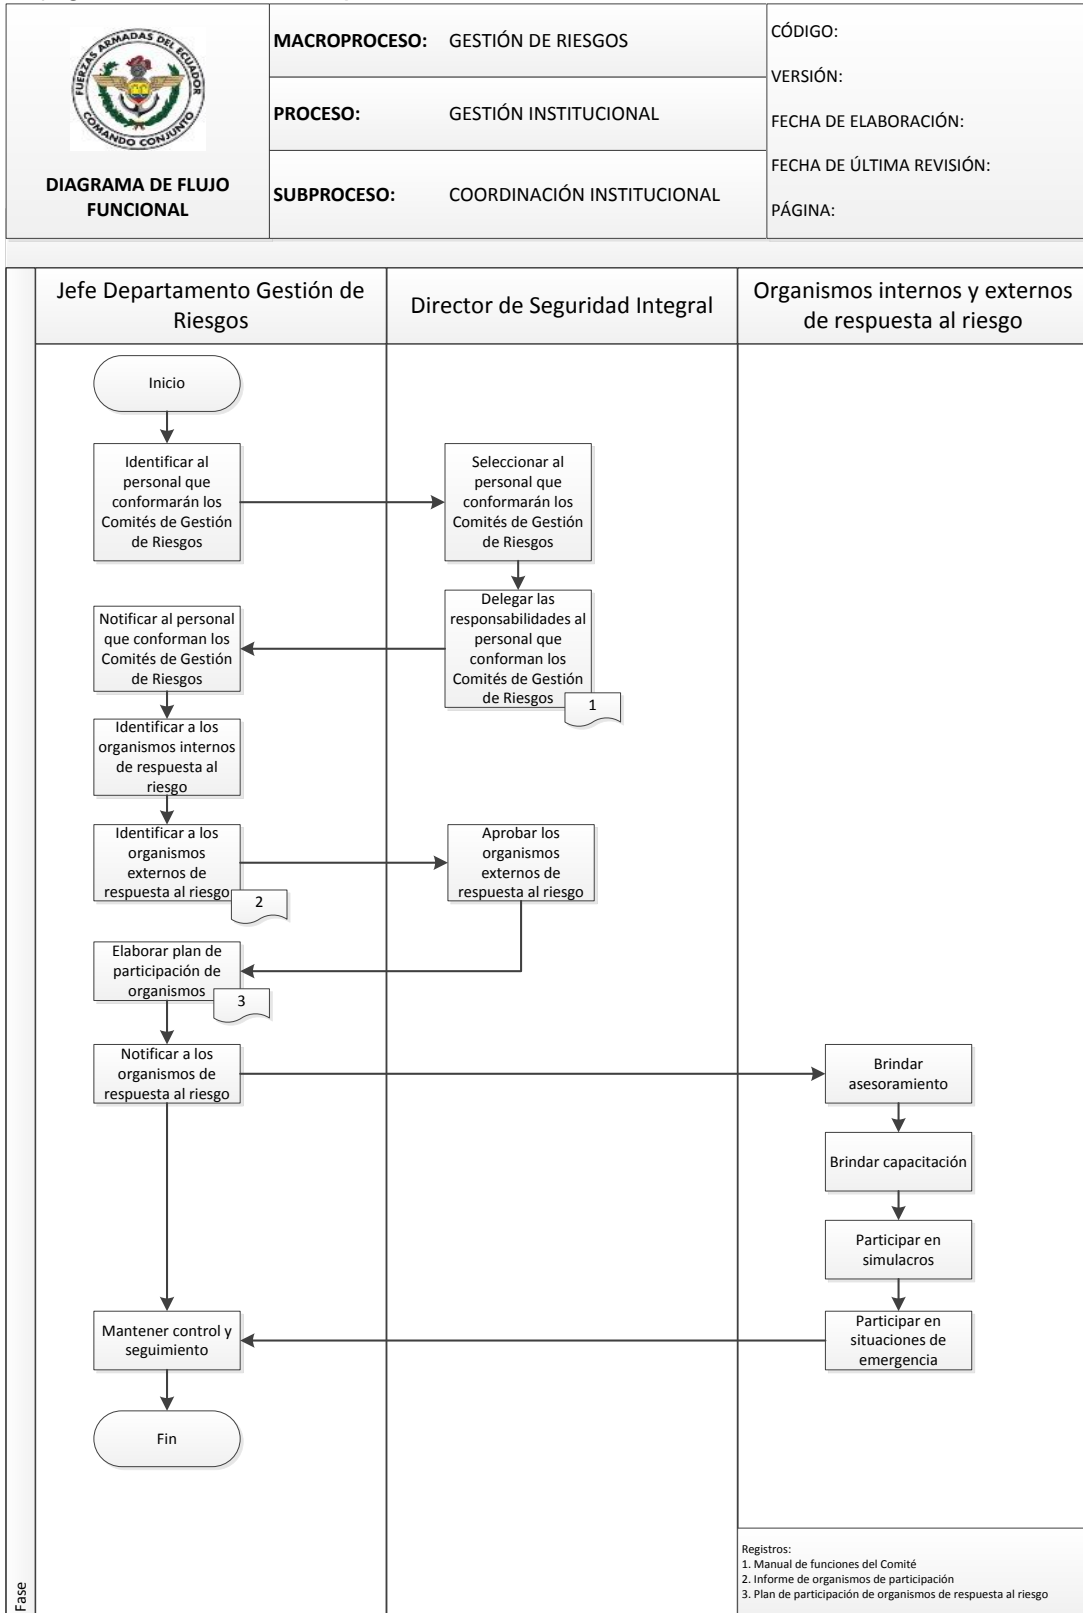 FUERZAS ARMADAS DEL ECUADOR
COMANDO CONJUNTO
DIAGRAMA DE FLUJO
FUNCIONAL
MACROPROCESO: GESTIÓN DE RIESGOS
PROCESO: GESTIÓN INSTITUCIONAL
SUBPROCESO: COORDINACIÓN INSTITUCIONAL
CÓDIGO:
VERSIÓN:
FECHA DE ELABORACIÓN:
FECHA DE ÚLTIMA REVISIÓN:
PÁGINA:
Jefe Departamento Gestión de
Riesgos
Director de Seguridad Integral
Organismos internos y externos
de respuesta al riesgo
Inicio
Identificar al
personal que
conformarán los
Comités de Gestión
de Riesgos
Seleccionar al
personal que
conformarán los
Comités de Gestión
de Riesgos
Delegar las
responsabilidades al
personal que
conforman los
Comités de Gestión
de Riesgos
1
Notificar al personal
que conforman los
Comités de Gestión
de Riesgos
Identificar a los
organismos internos
de respuesta al
riesgo
Identificar a los
organismos
externos de
respuesta al riesgo
2
Aprobar los
organismos
externos de
respuesta al riesgo
Elaborar plan de
participación de
organismos
3
Notificar a los
organismos de
respuesta al riesgo
Brindar
asesoramiento
Brindar capacitación
Participar en
simulacros
Participar en
situaciones de
emergencia
Mantener control y
seguimiento
Fin
Registros:
1. Manual de funciones del Comité
2. Informe de organismos de participación
3. Plan de participación de organismos de respuesta al riesgo
Fase